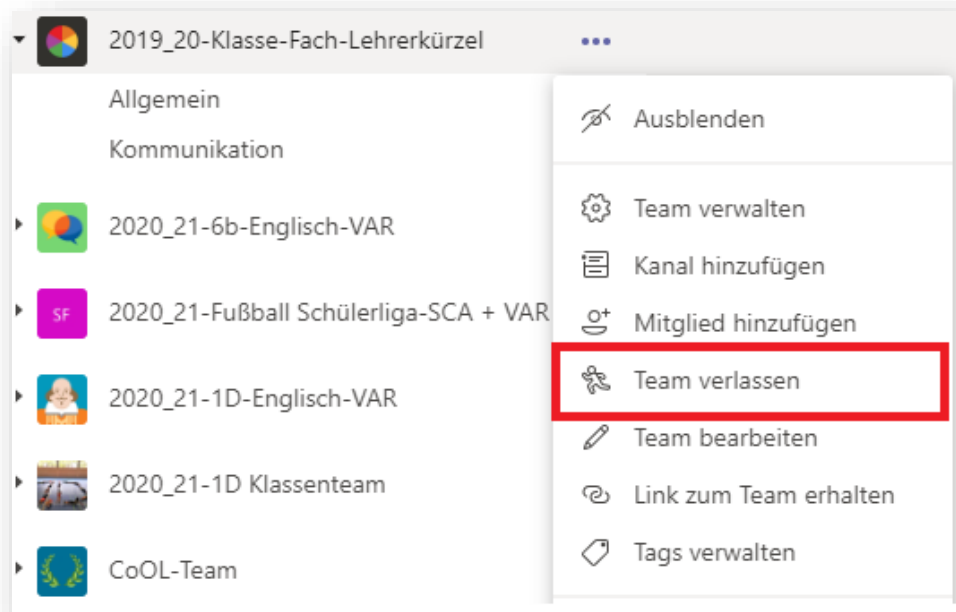 2019_20-Klasse-Fach-Lehrerkürzel
Allgemein
Kommunikation
2020_21-6b-Englisch-VAR
SF
2020_21-Fußball Schülerliga-SCA + VAR
2020_21-1D-Englisch-VAR
2020_21-1D Klassenteam
CoOL-Team
Ausblenden
Team verwalten
Kanal hinzufügen
Mitglied hinzufügen
Team verlassen
Team bearbeiten
Link zum Team erhalten
Tags verwalten